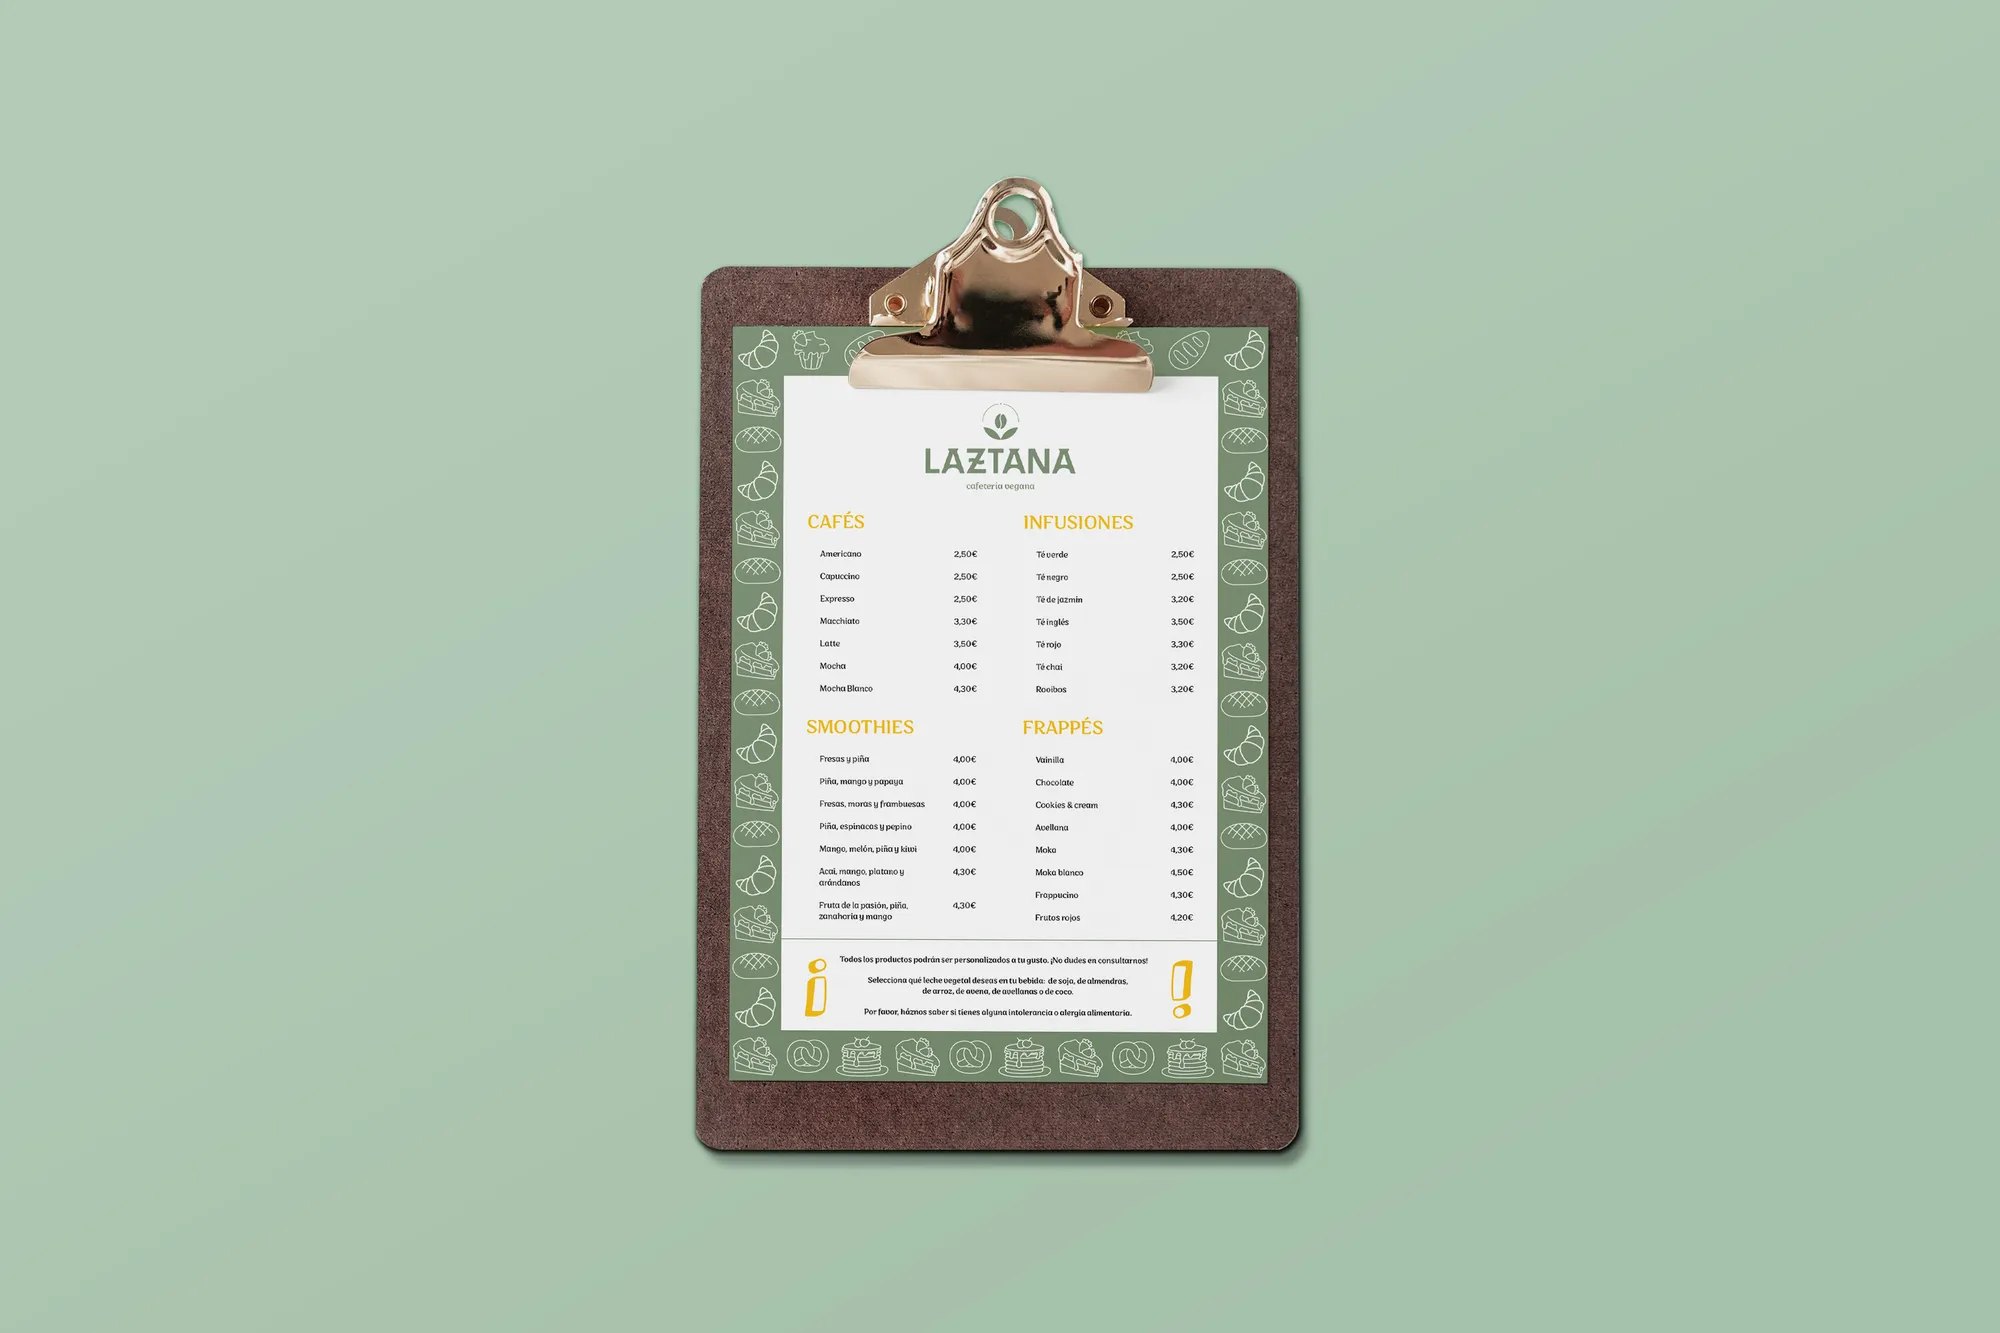 LAZTANA
cafetería vegana
CAFÉS
Americano 2,50€
Capuccino 2,50€
Expresso 2,50€
Macchiato 3,30€
Latte 3,50€
Mocha 4,00€
Mocha Blanco 4,30€
INFUSIONES
Té verde 2,50€
Té negro 2,50€
Té de jazmín 3,20€
Té inglés 3,50€
Té rojo 3,30€
Té chai 3,20€
Rooibos 3,20€
SMOOTHIES
Fresas y piña 4,00€
Piña, mango y papaya 4,00€
Fresas, moras y frambuesas 4,00€
Piña, espinacas y pepino 4,00€
Mango, melón, piña y kiwi 4,00€
Acai, mango, platano y 4,30€
arándanos
Fruta de la pasión, piña, 4,30€
zanahoria y mango
FRAPPÉS
Vainilla 4,00€
Chocolate 4,00€
Cookies & cream 4,30€
Avellana 4,00€
Moka 4,30€
Moka blanco 4,50€
Frappucino 4,30€
Frutos rojos 4,20€
¡ Todos los productos podrán ser personalizados a tu gusto. ¡No dudes en consultarnos! !
Selecciona qué leche vegetal deseas en tu bebida: de soja, de almendras,
de arroz, de avena, de avellanas o de coco.
Por favor, háznos saber si tienes alguna intolerancia o alergia alimentaria.